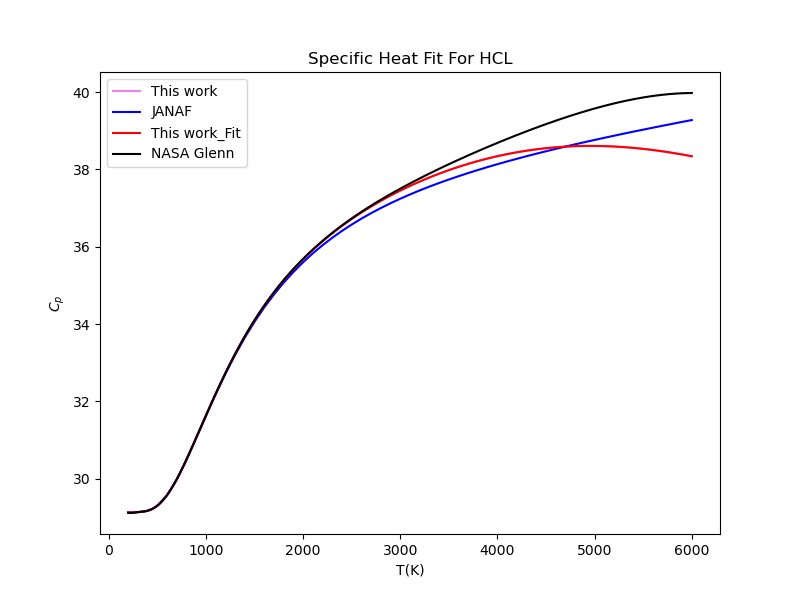 Specific Heat Fit For HCL
This work
JANAF
This work_Fit
NASA Glenn
40
38
36
34
32
30
C_p
0 1000 2000 3000 4000 5000 6000
T(K)